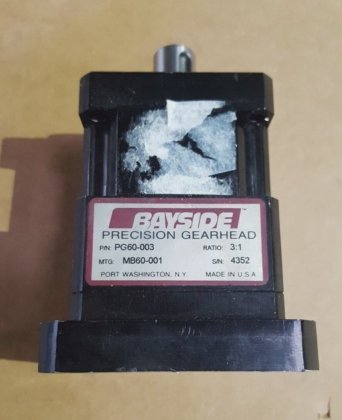 BAYSIDE
PRECISION GEARHEAD
P/N: PG60-003 RATIO: 3:1
MTG: MB60-001 S/N: 4352
PORT WASHINGTON, N.Y. MADE IN U.S.A